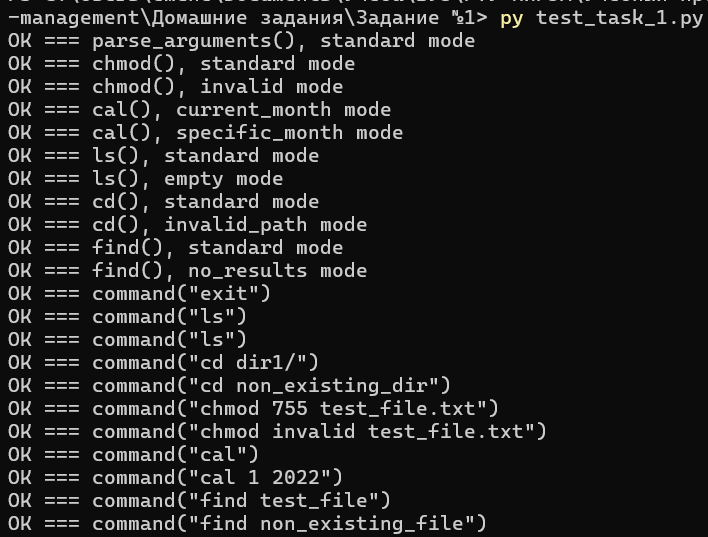 -management\Домашние задания\Задание №1> py test_task_1.py
OK === parse_arguments(), standard mode
OK === chmod(), standard mode
OK === chmod(), invalid mode
OK === cal(), current_month mode
OK === cal(), specific_month mode
OK === ls(), standard mode
OK === ls(), empty mode
OK === cd(), standard mode
OK === cd(), invalid_path mode
OK === find(), standard mode
OK === find(), no_results mode
OK === command("exit")
OK === command("ls")
OK === command("ls")
OK === command("cd dir1/")
OK === command("cd non_existing_dir")
OK === command("chmod 755 test_file.txt")
OK === command("chmod invalid test_file.txt")
OK === command("cal")
OK === command("cal 1 2022")
OK === command("find test_file")
OK === command("find non_existing_file")